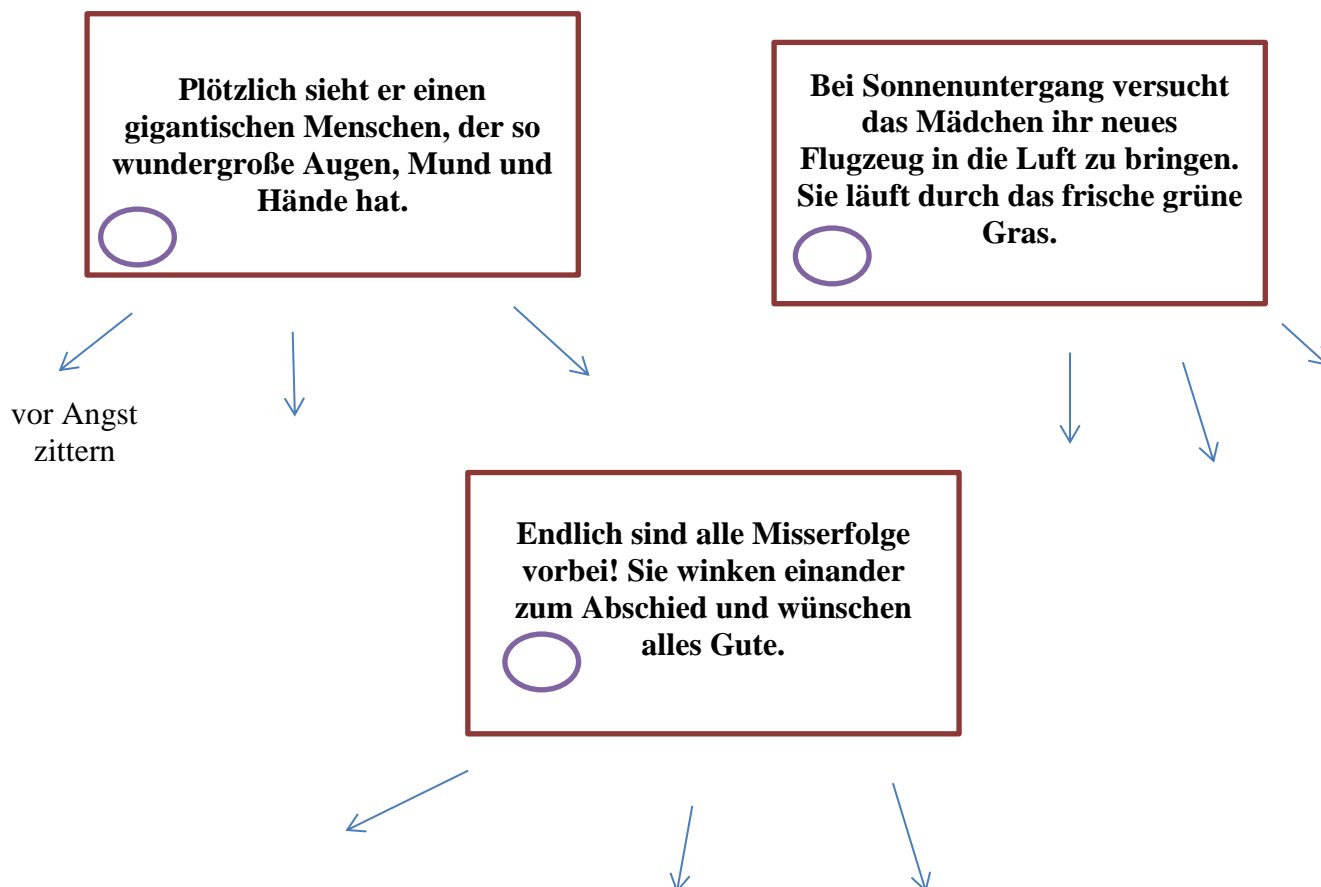 Plötzlich sieht er einen
gigantischen Menschen, der so
wundergroße Augen, Mund und
Hände hat.
Bei Sonnenuntergang versucht
das Mädchen ihr neues
Flugzeug in die Luft zu bringen.
Sie läuft durch das frische grüne
Gras.
vor Angst
zittern
Endlich sind alle Misserfolge
vorbei! Sie winken einander
zum Abschied und wünschen
alles Gute.